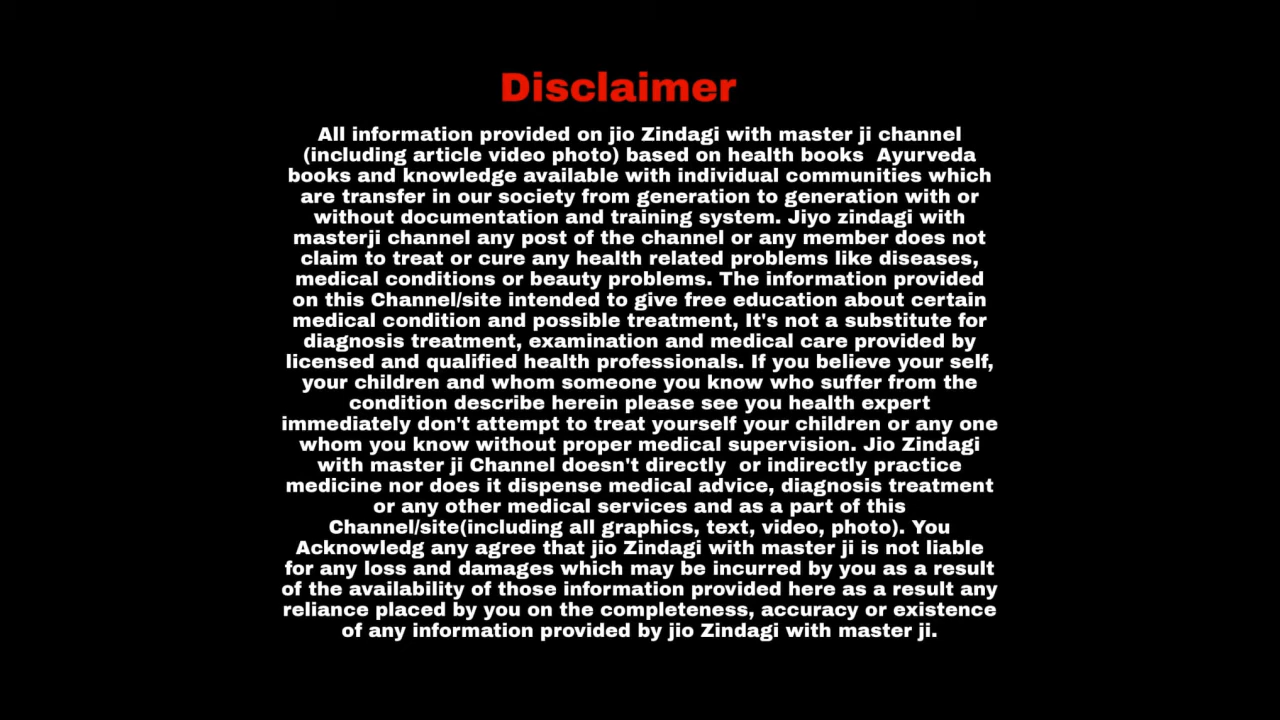 Disclaimer
All information provided on jio Zindagi with master ji channel
(including article video photo) based on health books  Ayurveda
books and knowledge available with individual communities which
are transfer in our society from generation to generation with or
without documentation and training system. Jiyo zindagi with
masterji channel any post of the channel or any member does not
claim to treat or cure any health related problems like diseases,
medical conditions or beauty problems. The information provided
on this Channel/site intended to give free education about certain
medical condition and possible treatment, It's not a substitute for
diagnosis treatment, examination and medical care provided by
licensed and qualified health professionals. If you believe your self,
your children and whom someone you know who suffer from the
condition describe herein please see you health expert
immediately don't attempt to treat yourself your children or any one
whom you know without proper medical supervision. Jio Zindagi
with master ji Channel doesn't directly  or indirectly practice
medicine nor does it dispense medical advice, diagnosis treatment
or any other medical services and as a part of this
Channel/site(including all graphics, text, video, photo). You
Acknowledg any agree that jio Zindagi with master ji is not liable
for any loss and damages which may be incurred by you as a result
of the availability of those information provided here as a result any
reliance placed by you on the completeness, accuracy or existence
of any information provided by jio Zindagi with master ji.